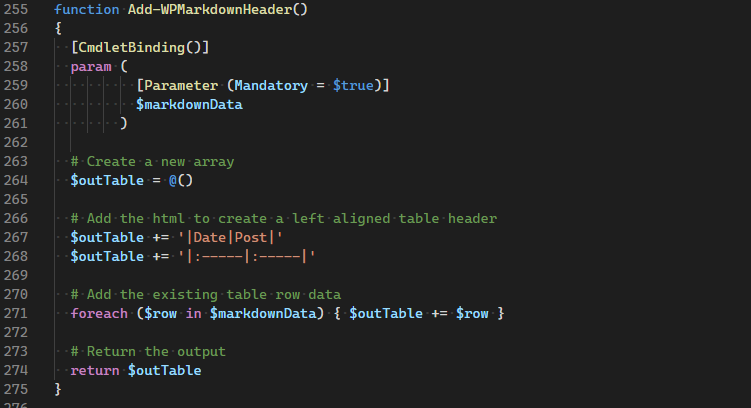 255 function Add-WPMarkdownHeader()
256 {
257   [CmdletBinding()]
258   param (
259           [Parameter (Mandatory = $true)]
260           $markdownData
261         )
262
263   # Create a new array
264   $outTable = @()
265
266   # Add the html to create a left aligned table header
267   $outTable += '|Date|Post|'
268   $outTable += '|:-----|:-----|'
269
270   # Add the existing table row data
271   foreach ($row in $markdownData) { $outTable += $row }
272
273   # Return the output
274   return $outTable
275 }
276